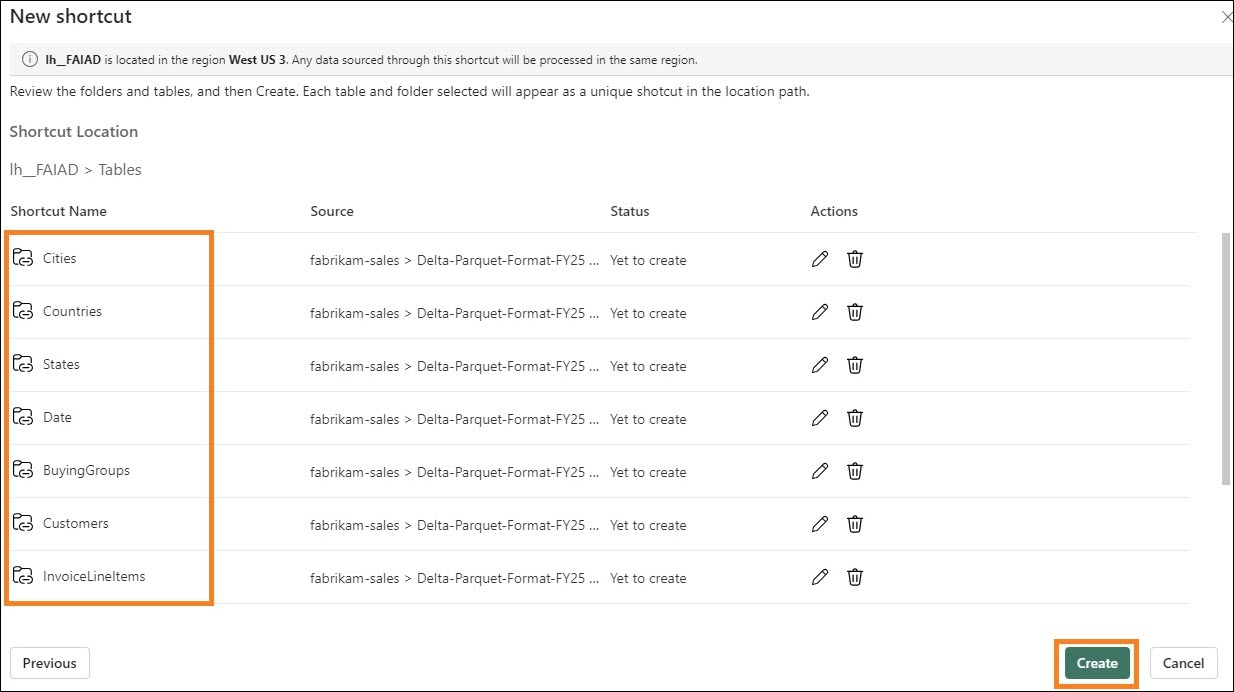 New shortcut
lh__FAIAD is located in the region West US 3. Any data sourced through this shortcut will be processed in the same region.
Review the folders and tables, and then Create. Each table and folder selected will appear as a unique shotcut in the location path.
Shortcut Location
lh__FAIAD > Tables
Shortcut Name Source Status Actions
Cities fabrikam-sales > Delta-Parquet-Format-FY25 ... Yet to create
Countries fabrikam-sales > Delta-Parquet-Format-FY25 ... Yet to create
States fabrikam-sales > Delta-Parquet-Format-FY25 ... Yet to create
Date fabrikam-sales > Delta-Parquet-Format-FY25 ... Yet to create
BuyingGroups fabrikam-sales > Delta-Parquet-Format-FY25 ... Yet to create
Customers fabrikam-sales > Delta-Parquet-Format-FY25 ... Yet to create
InvoiceLineItems fabrikam-sales > Delta-Parquet-Format-FY25 ... Yet to create
Previous Create Cancel